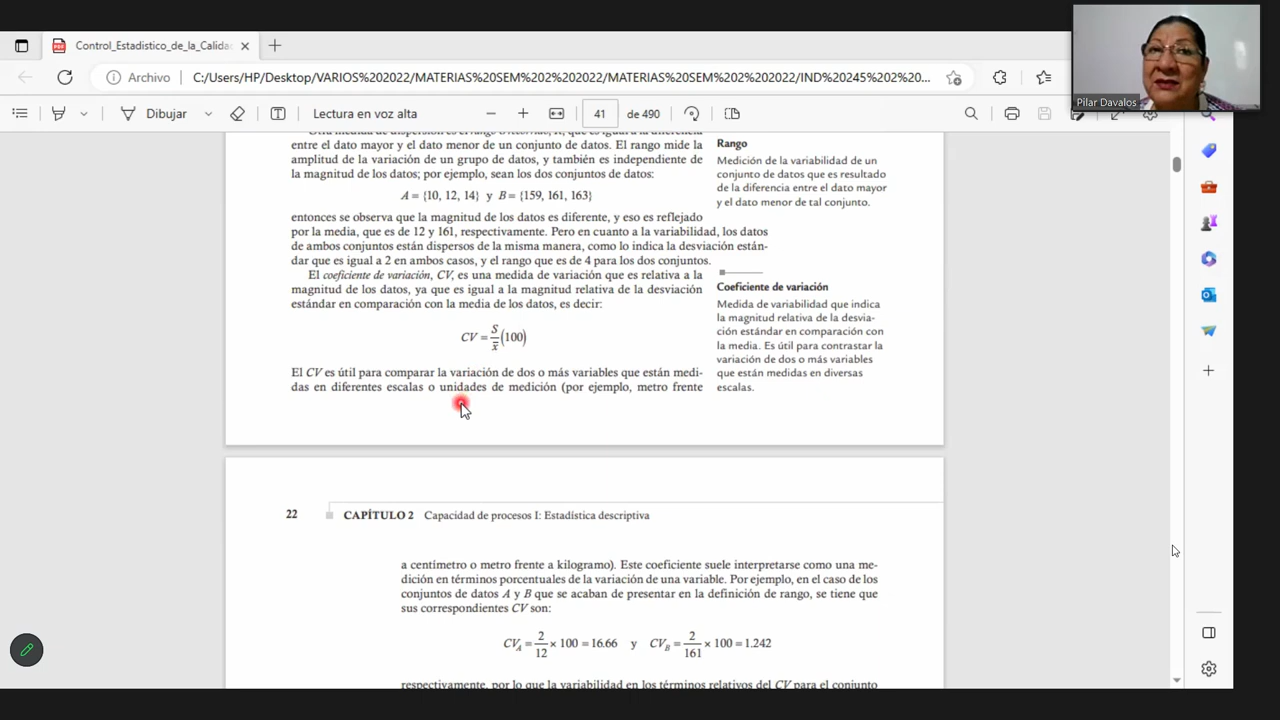 Control_Estadistico_de_la_Calida
Archivo
C:/Users/HP/Desktop/VARIOS%202022/MATERIAS%20SEM%202%202022/MATERIAS%20SEM%202%202022/IND%20245%202%20...
Pilar Davalos
Dibujar
Lectura en voz alta
41
de 490
entre el dato mayor y el dato menor de un conjunto de datos. El rango mide la
amplitud de la variación de un grupo de datos, y también es independiente de
la magnitud de los datos; por ejemplo, sean los dos conjuntos de datos:
A = {10, 12, 14} y B = {159, 161, 163}
entonces se observa que la magnitud de los datos es diferente, y eso es reflejado
por la media, que es de 12 y 161, respectivamente. Pero en cuanto a la variabilidad, los datos
de ambos conjuntos están dispersos de la misma manera, como lo indica la desviación están-
dar que es igual a 2 en ambos casos, y el rango que es de 4 para los dos conjuntos.
El coeficiente de variación, CV, es una medida de variación que es relativa a la
magnitud de los datos, ya que es igual a la magnitud relativa de la desviación
estándar en comparación con la media de los datos, es decir:
CV = S/x̄ (100)
El CV es útil para comparar la variación de dos o más variables que están medi-
das en diferentes escalas o unidades de medición (por ejemplo, metro frente
Rango
Medición de la variabilidad de un
conjunto de datos que es resultado
de la diferencia entre el dato mayor
y el dato menor de tal conjunto.
Coeficiente de variación
Medida de variabilidad que indica
la magnitud relativa de la desvia-
ción estándar en comparación con
la media. Es útil para contrastar la
variación de dos o más variables
que están medidas en diversas
escalas.
22
CAPÍTULO 2 Capacidad de procesos I: Estadística descriptiva
a centímetro o metro frente a kilogramo). Este coeficiente suele interpretarse como una me-
dición en términos porcentuales de la variación de una variable. Por ejemplo, en el caso de los
conjuntos de datos A y B que se acaban de presentar en la definición de rango, se tiene que
sus correspondientes CV son:
CVA = 2/12 × 100 = 16.66 y CVB = 2/161 × 100 = 1.242
respectivamente, por lo que la variabilidad en los términos relativos del CV para el conjunto